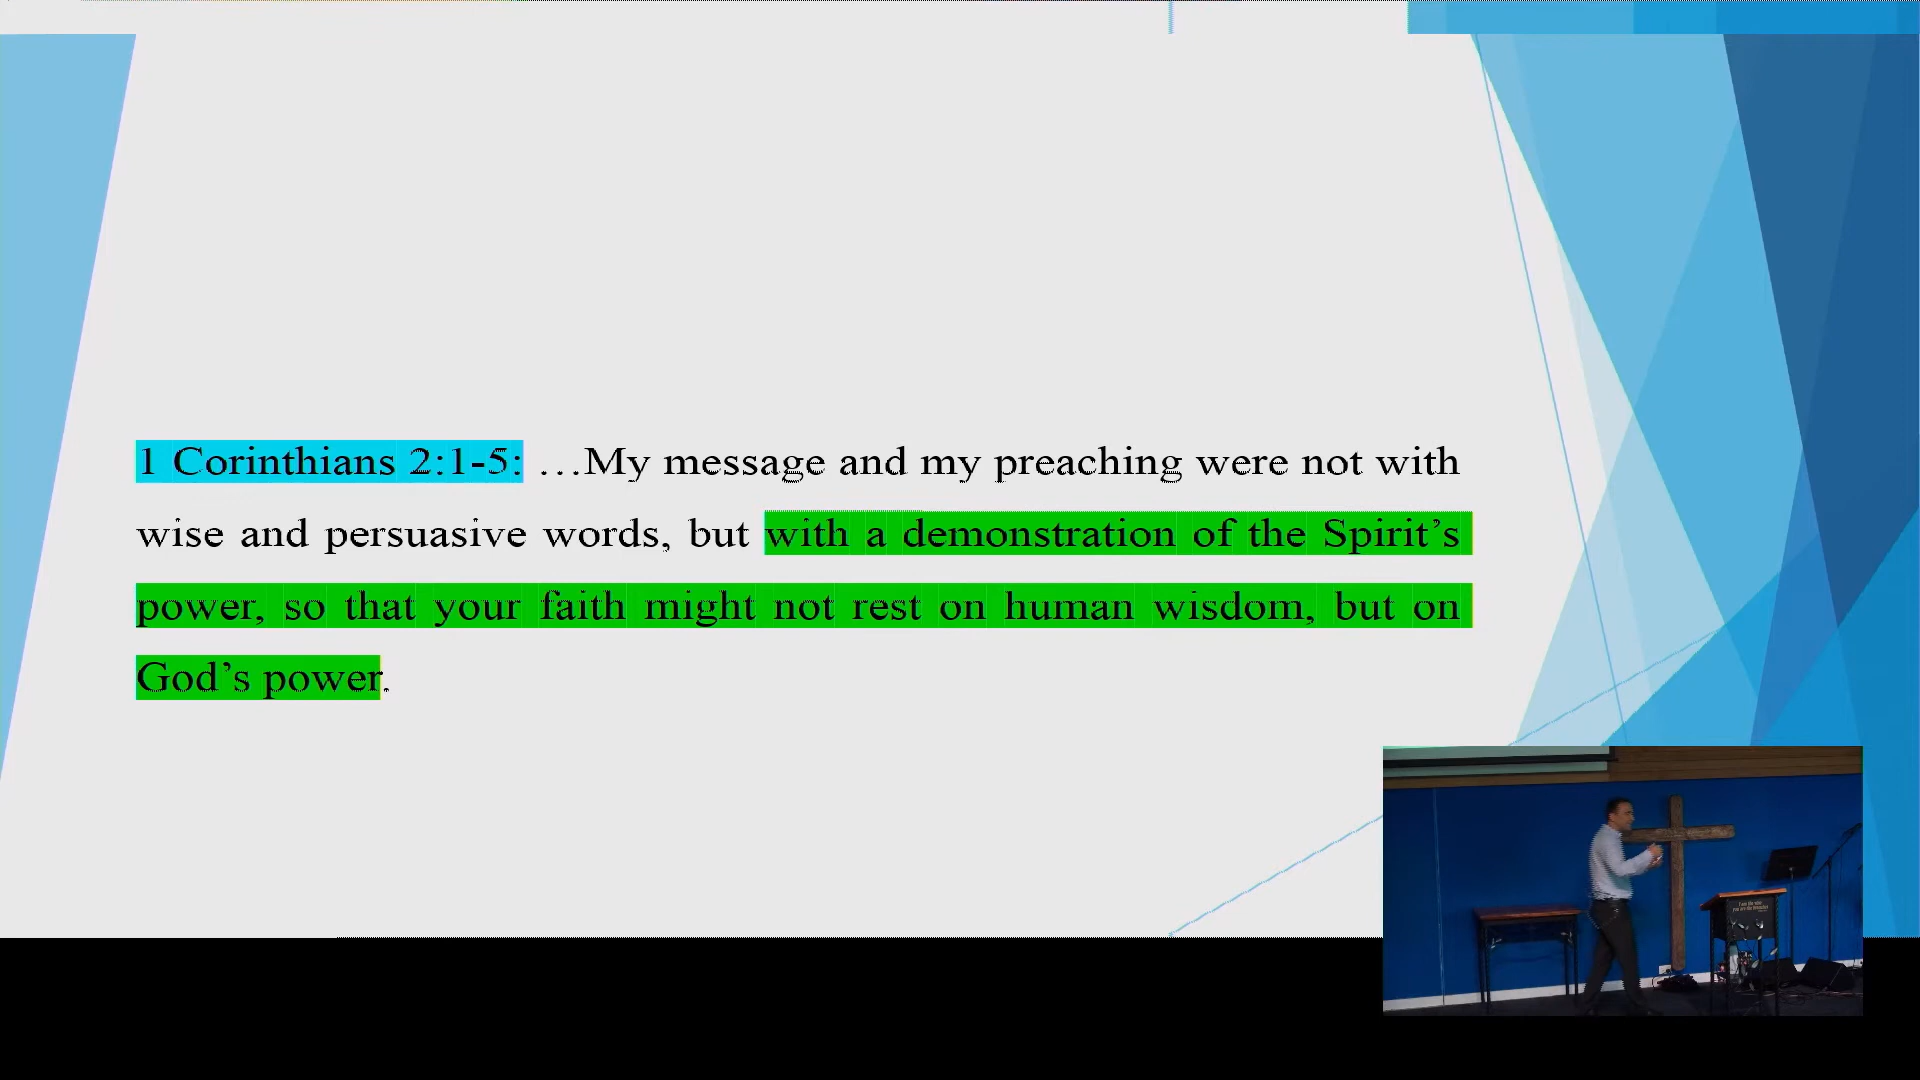 1 Corinthians 2:1-5: …My message and my preaching were not with
wise and persuasive words, but with a demonstration of the Spirit’s
power, so that your faith might not rest on human wisdom, but on
God’s power.